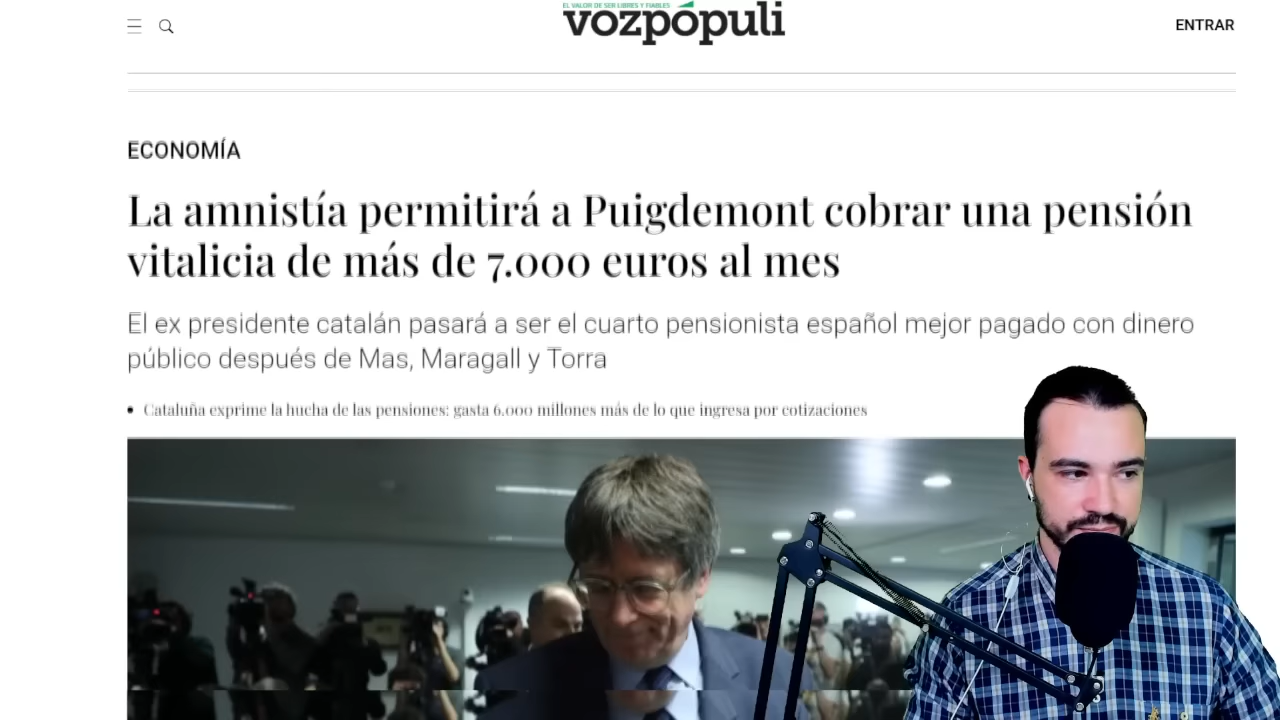 EL VALOR DE SER LIBRES Y FIABLES
vozpópuli
ENTRAR
ECONOMÍA
La amnistía permitirá a Puigdemont cobrar una pensión
vitalicia de más de 7.000 euros al mes
El ex presidente catalán pasará a ser el cuarto pensionista español mejor pagado con dinero
público después de Mas, Maragall y Torra
• Cataluña exprime la hucha de las pensiones: gasta 6.000 millones más de lo que ingresa por cotizaciones